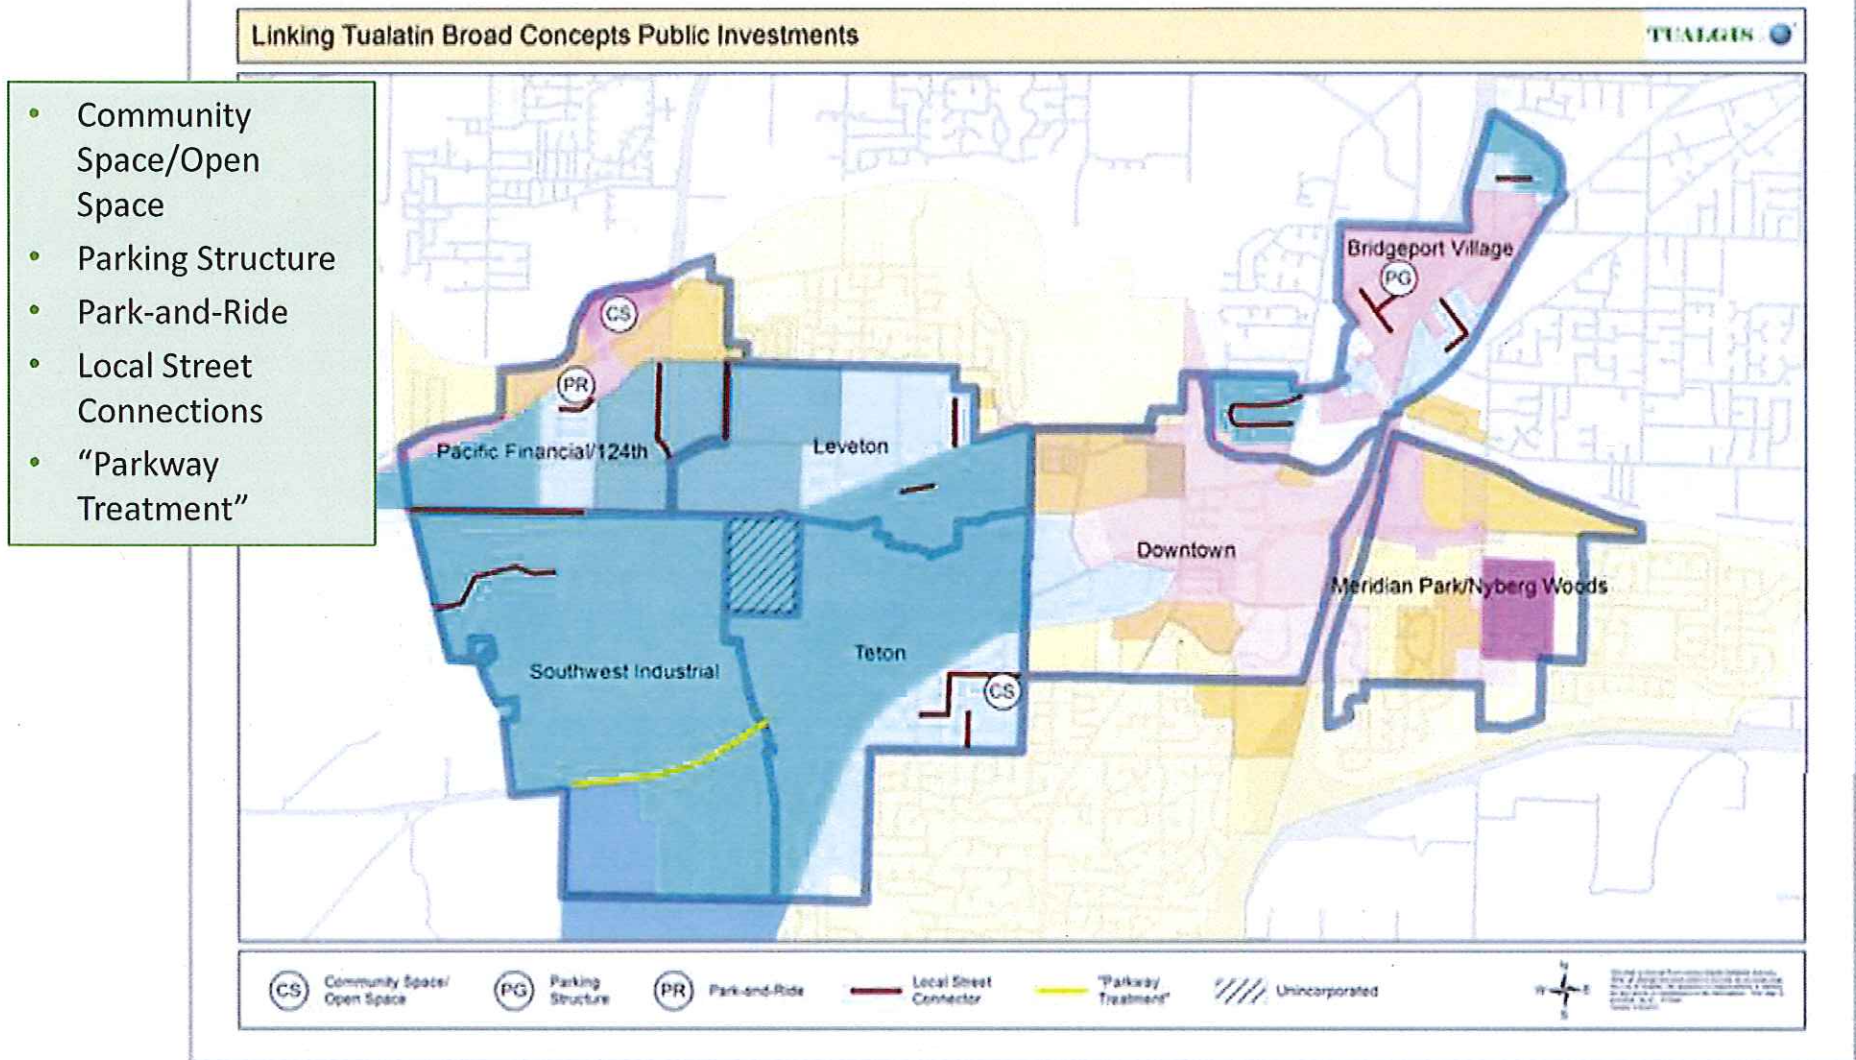 Linking Tualatin Broad Concepts Public Investments
TUALGIS
• Community
Space/Open
Space
• Parking Structure
• Park-and-Ride
• Local Street
Connections
• “Parkway
Treatment”
Bridgeport Village
PG
CS
PR
Pacific Financial/124th
Leveton
Downtown
Meridian Park/Nyberg Woods
Teton
Southwest Industrial
CS
CS
Community Space/
Open Space
PG
Parking
Structure
PR
Park-and-Ride
Local Street
Connector
"Parkway
Treatment"
Unincorporated
N
W
E
S